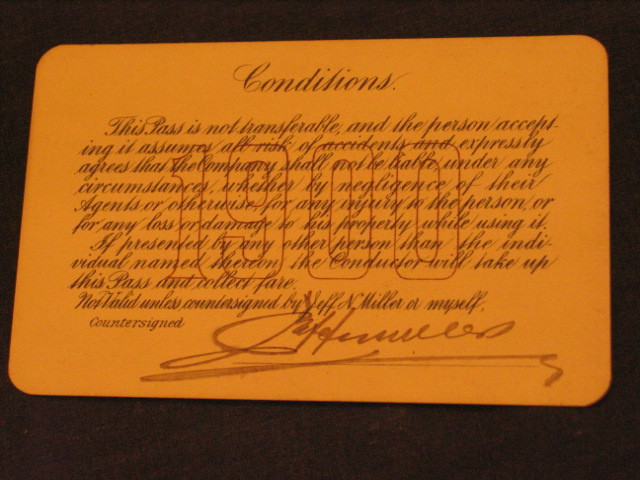 Conditions.
This Pass is not transferable, and the person accept-
ing it assumes all risk of accidents and expressly
agrees that the Company shall not be liable, under any
circumstances, whether by negligence of their
Agents or otherwise, for any injury to the person, or
for any loss or damage to his property while using it.
If presented by any other person than the indi-
vidual named thereon, the Conductor will take up
this Pass and collect fare.
Not Valid unless countersigned by Jeff. N. Miller or myself.
Countersigned
1900